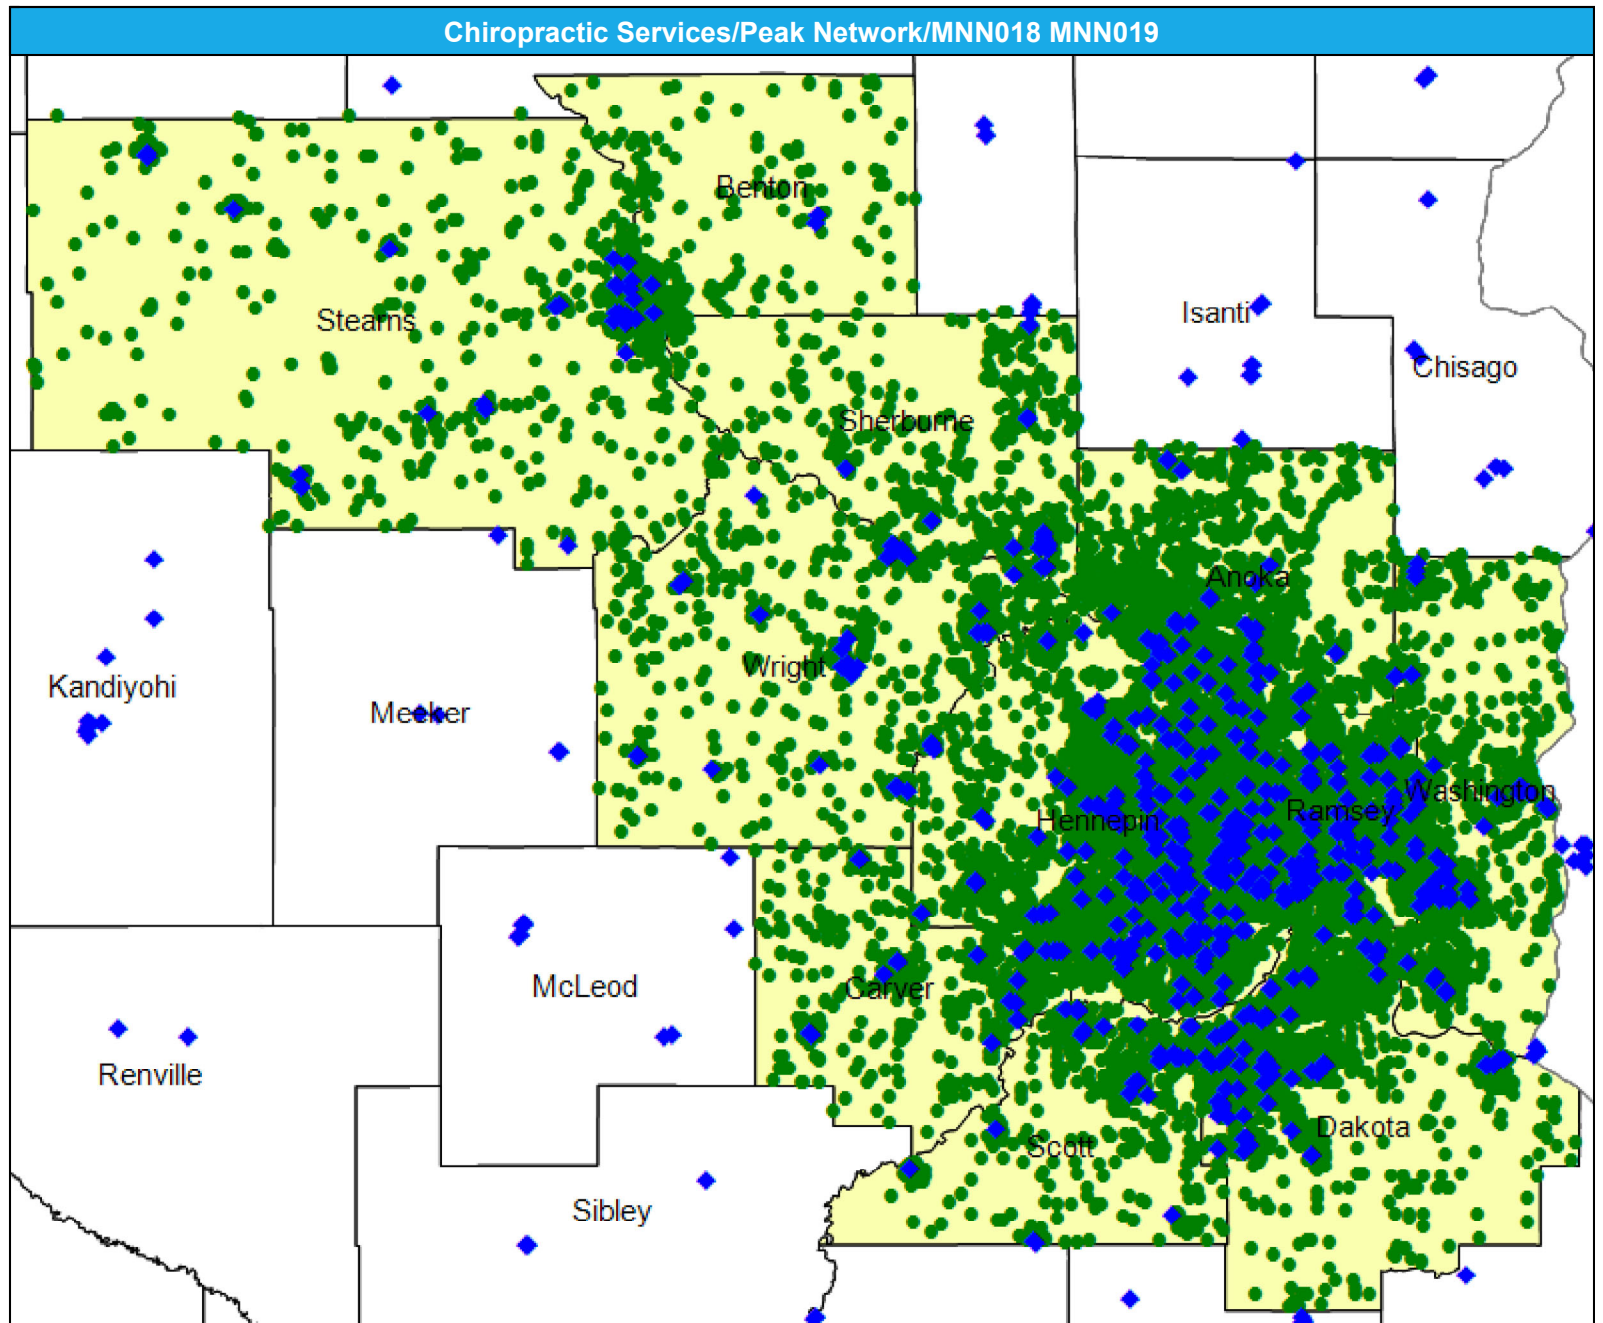 Chiropractic Services/Peak Network/MNN018 MNN019
Benton
Stearns
Isanti
Chisago
Sherburne
Anoka
Wright
Kandiyohi
Meeker
Washington
Ramsey
Hennepin
McLeod
Carver
Renville
Dakota
Scott
Sibley